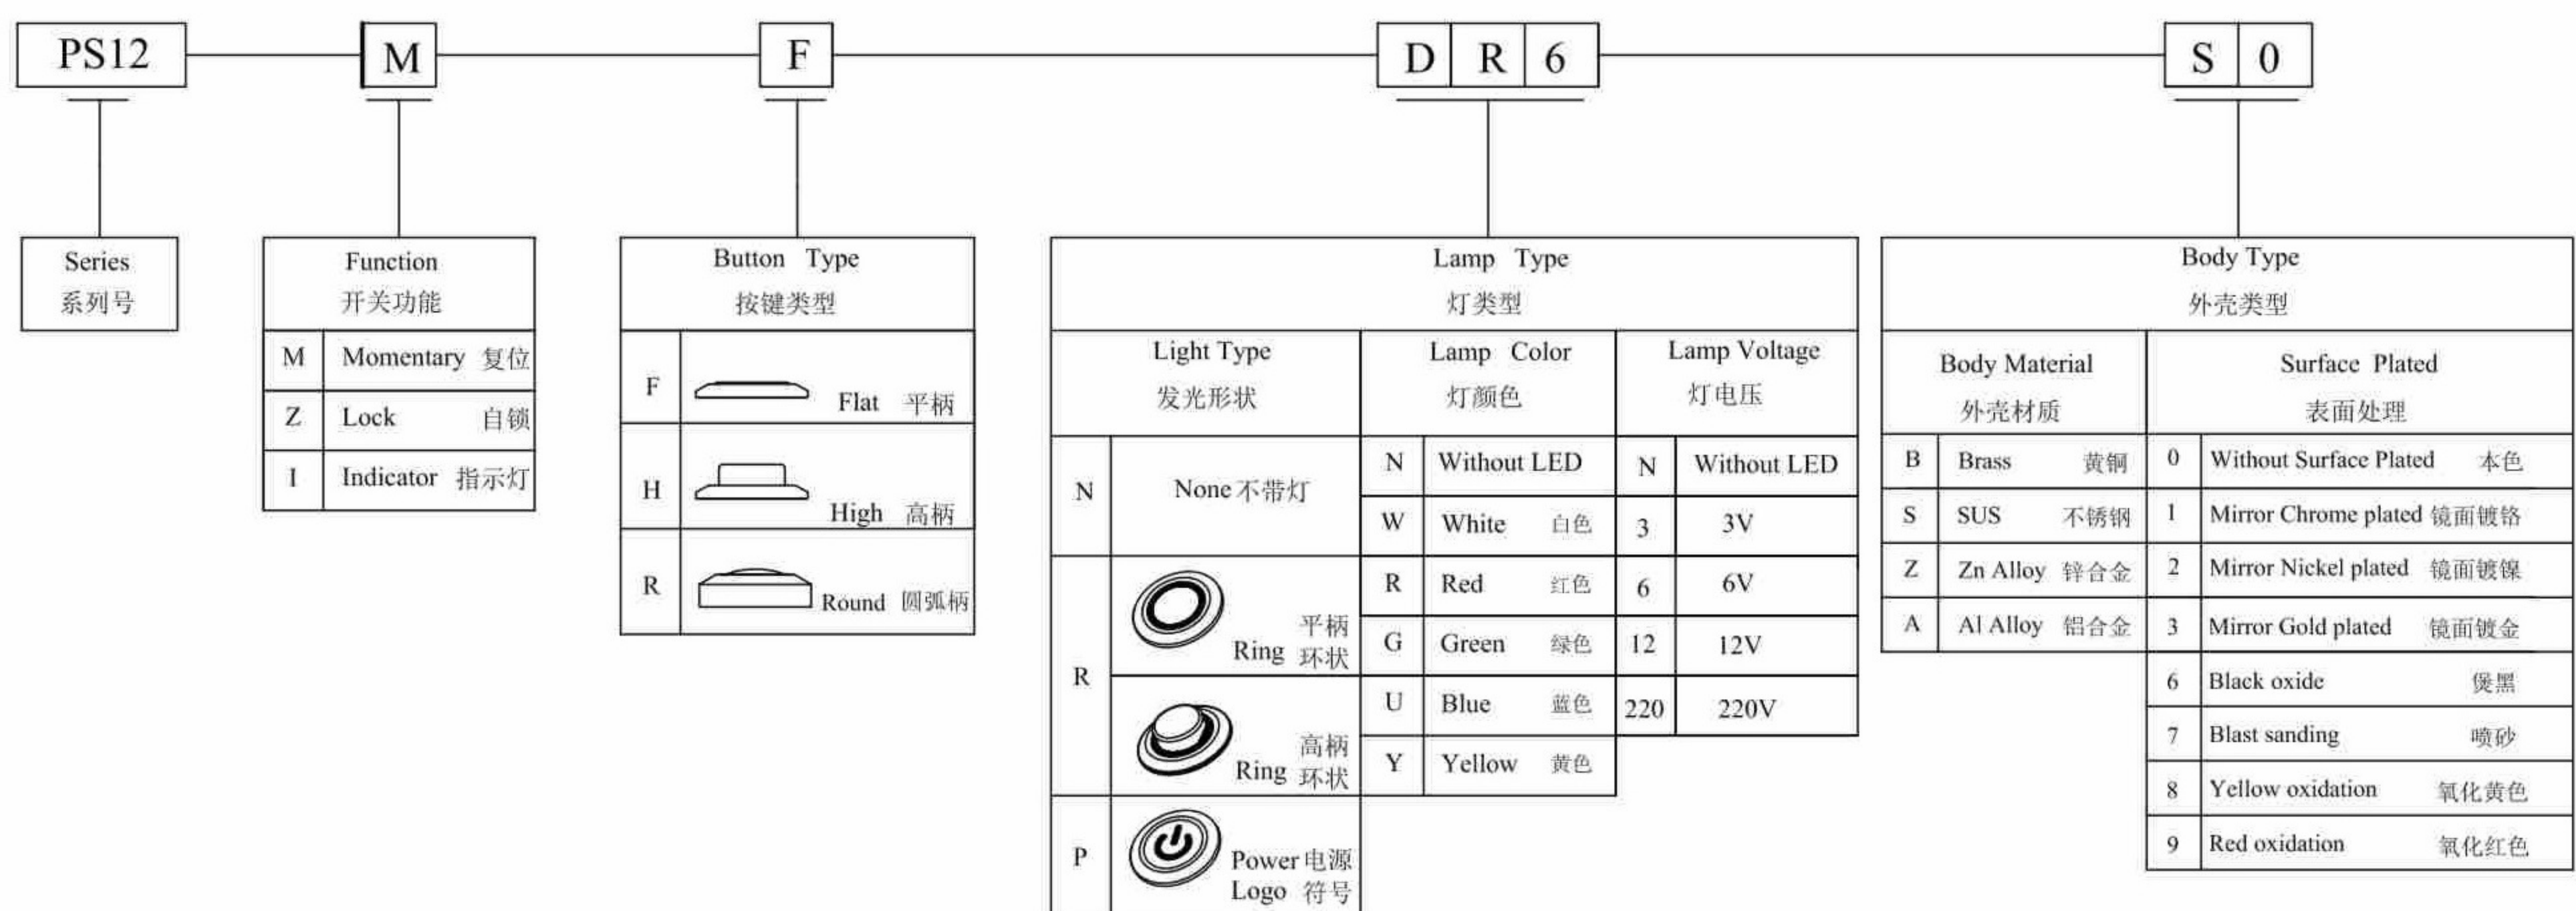 PS12 M F D R 6 S 0
Series
系列号
Function
开关功能
M Momentary 复位
Z Lock 自锁
I Indicator 指示灯
Button Type
按键类型
F Flat 平柄
H High 高柄
R Round 圆弧柄
Lamp Type
灯类型
Light Type
发光形状
N None 不带灯
R
平柄
Ring 环状
高柄
Ring 环状
P
Power 电源
Logo 符号
Lamp Color
灯颜色
N Without LED
W White 白色
R Red 红色
G Green 绿色
U Blue 蓝色
Y Yellow 黄色
Lamp Voltage
灯电压
N Without LED
3 3V
6 6V
12 12V
220 220V
Body Type
外壳类型
Body Material
外壳材质
B Brass 黄铜
S SUS 不锈钢
Z Zn Alloy 锌合金
A Al Alloy 铝合金
Surface Plated
表面处理
0 Without Surface Plated 本色
1 Mirror Chrome plated 镜面镀铬
2 Mirror Nickel plated 镜面镀镍
3 Mirror Gold plated 镜面镀金
6 Black oxide 煲黑
7 Blast sanding 喷砂
8 Yellow oxidation 氧化黄色
9 Red oxidation 氧化红色